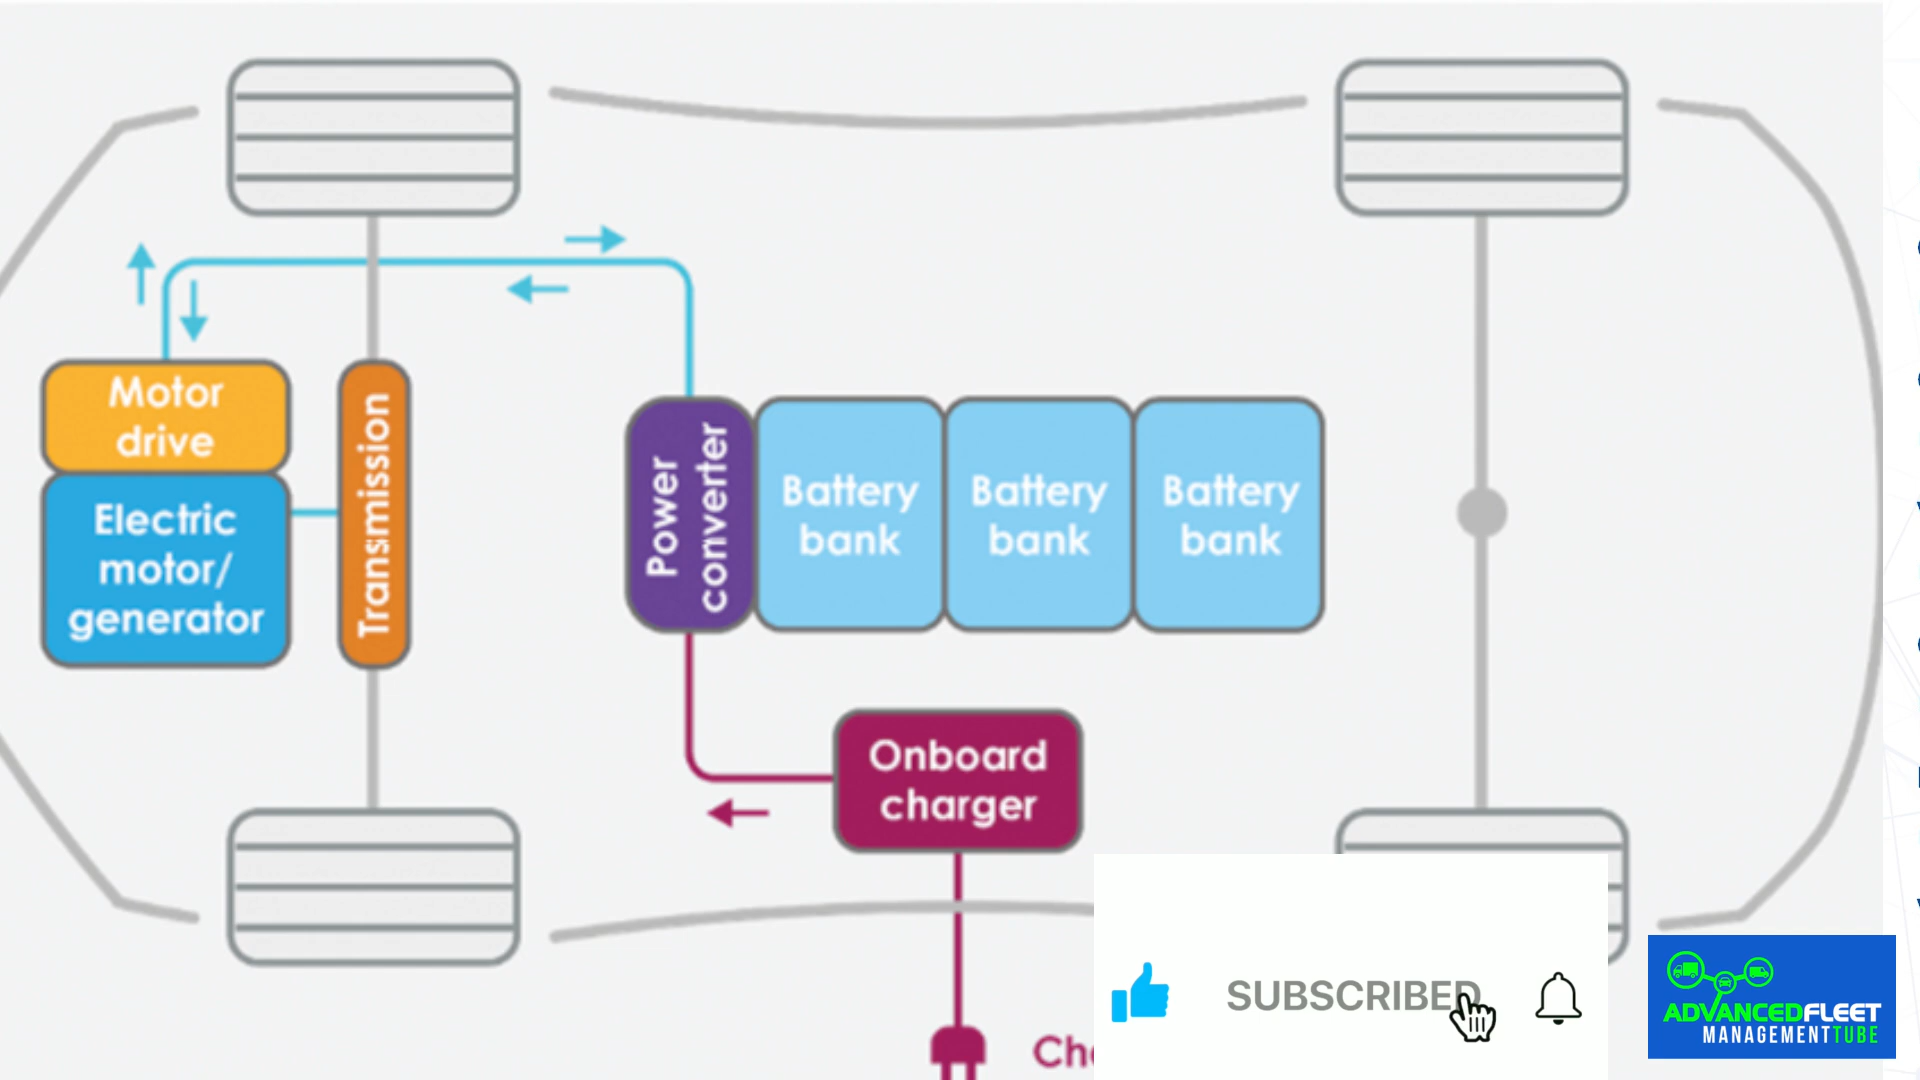 Motor
drive
Electric
motor/
generator
Transmission
Power
converter
Battery
bank
Battery
bank
Battery
bank
Onboard
charger
SUBSCRIBED
ADVANCEDFLEET
MANAGEMENTTUBE